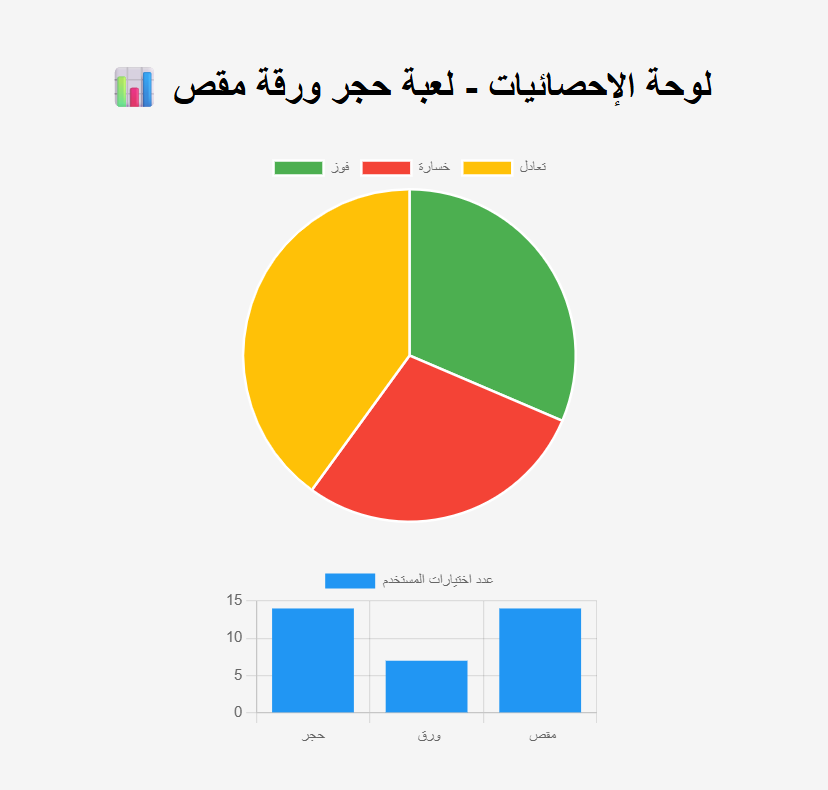 لوحة الإحصائيات - لعبة حجر ورقة مقص
فوز خسارة تعادل
عدد اختيارات المستخدم
15
10
5
0
حجر ورق مقص